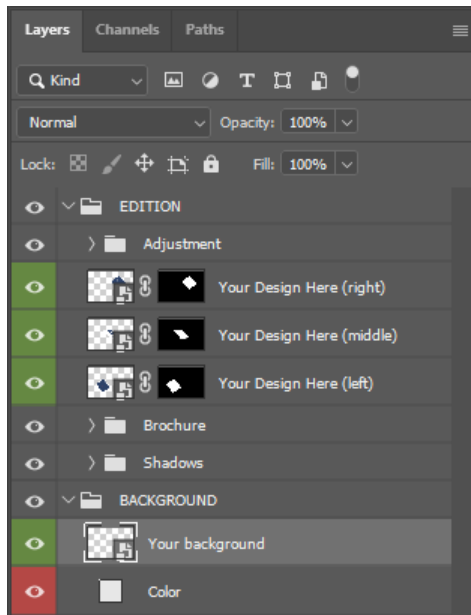 Layers Channels Paths
Kind
Normal Opacity: 100%
Lock: Fill: 100%
EDITION
Adjustment
Your Design Here (right)
Your Design Here (middle)
Your Design Here (left)
Brochure
Shadows
BACKGROUND
Your background
Color